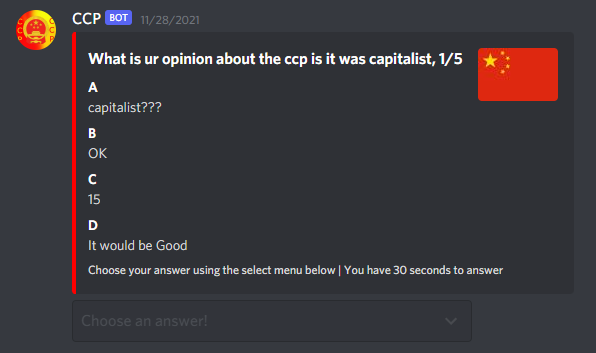 CCP BOT 11/28/2021
What is ur opinion about the ccp is it was capitalist, 1/5
A
capitalist???
B
OK
C
15
D
It would be Good
Choose your answer using the select menu below | You have 30 seconds to answer
Choose an answer!